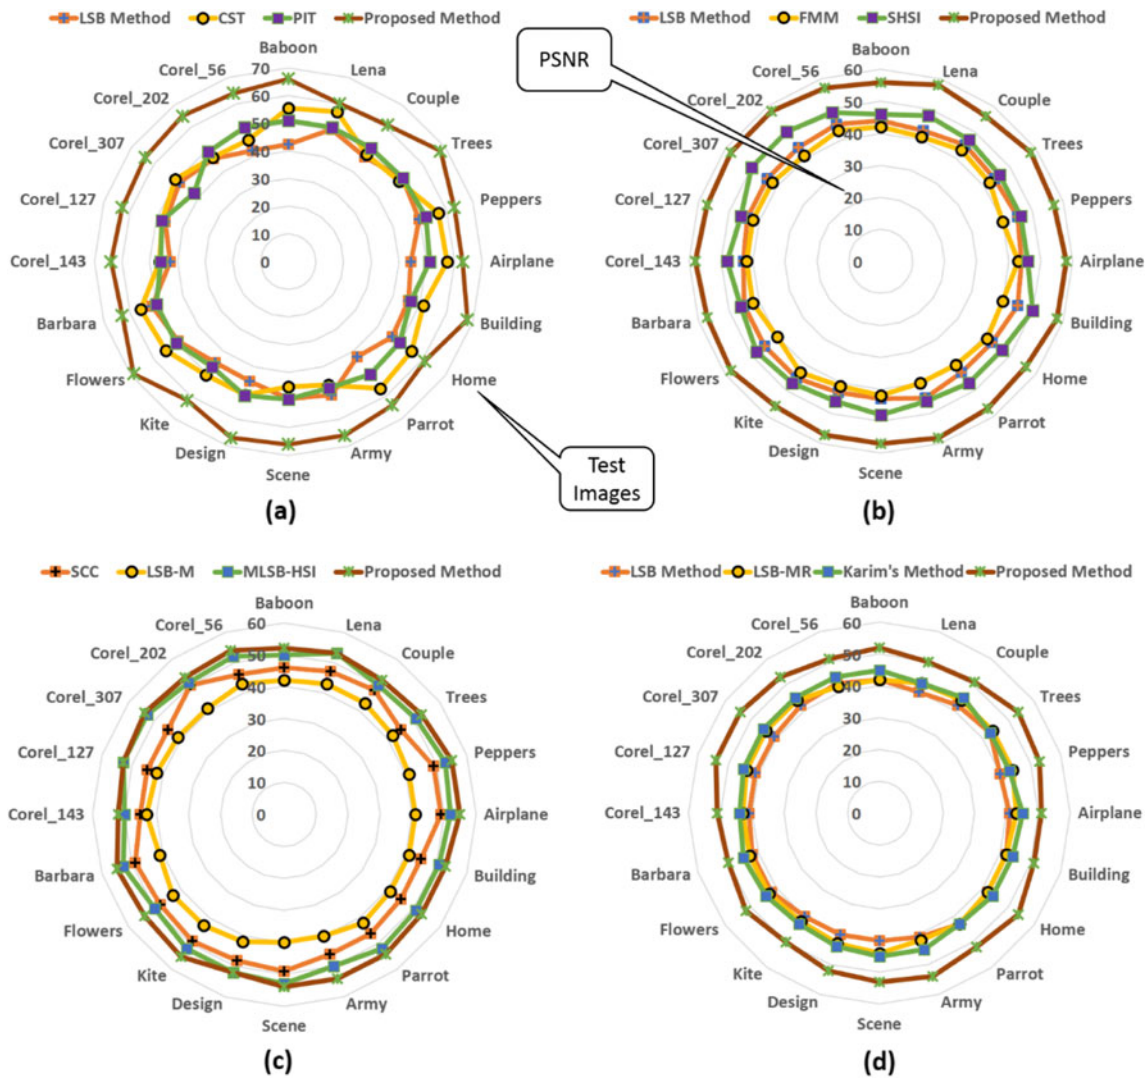 LSB Method CST PIT Proposed Method
Baboon
Lena
Couple
Trees
Peppers
Airplane
Building
Home
Parrot
Army
Scene
Design
Kite
Flowers
Barbara
Corel_143
Corel_127
Corel_307
Corel_202
Corel_56
70
60
50
40
30
20
10
0
(a)
LSB Method FMM SHSI Proposed Method
Baboon
Lena
Couple
Trees
Peppers
Airplane
Building
Home
Parrot
Army
Scene
Design
Kite
Flowers
Barbara
Corel_143
Corel_127
Corel_307
Corel_202
Corel_56
60
50
40
30
20
10
0
(b)
PSNR
Test
Images
SCC LSB-M MLSB-HSI Proposed Method
Baboon
Lena
Couple
Trees
Peppers
Airplane
Building
Home
Parrot
Army
Scene
Design
Kite
Flowers
Barbara
Corel_143
Corel_127
Corel_307
Corel_202
Corel_56
60
50
40
30
20
10
0
(c)
LSB Method LSB-MR Karim's Method Proposed Method
Baboon
Lena
Couple
Trees
Peppers
Airplane
Building
Home
Parrot
Army
Scene
Design
Kite
Flowers
Barbara
Corel_143
Corel_127
Corel_307
Corel_202
Corel_56
60
50
40
30
20
10
0
(d)